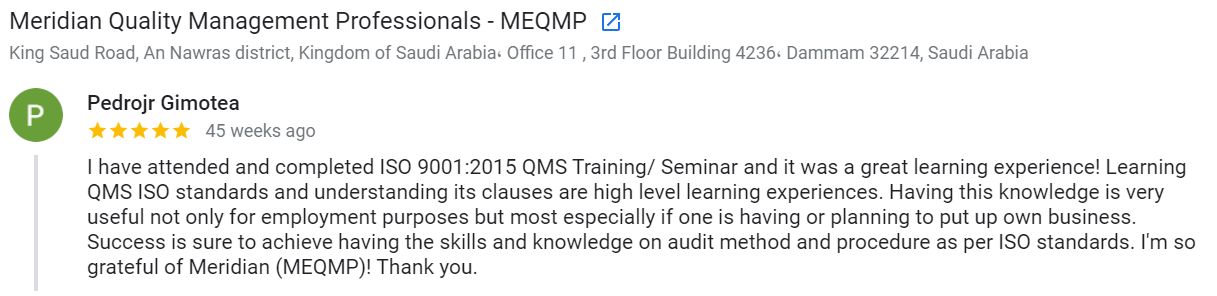 Meridian Quality Management Professionals - MEQMP
King Saud Road, An Nawras district, Kingdom of Saudi Arabia، Office 11 , 3rd Floor Building 4236، Dammam 32214, Saudi Arabia
P
Pedrojr Gimotea
45 weeks ago
I have attended and completed ISO 9001:2015 QMS Training/ Seminar and it was a great learning experience! Learning
QMS ISO standards and understanding its clauses are high level learning experiences. Having this knowledge is very
useful not only for employment purposes but most especially if one is having or planning to put up own business.
Success is sure to achieve having the skills and knowledge on audit method and procedure as per ISO standards. I'm so
grateful of Meridian (MEQMP)! Thank you.